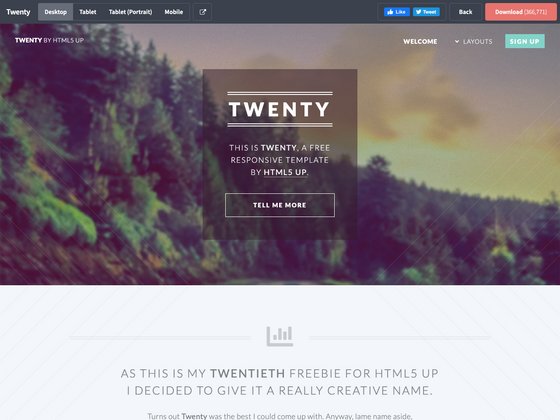 Twenty Desktop Tablet Tablet (Portrait) Mobile Like Tweet Back Download (366,771)
TWENTY BY HTML5 UP WELCOME LAYOUTS SIGN UP
TWENTY
THIS IS TWENTY, A FREE
RESPONSIVE TEMPLATE
BY HTML5 UP.
TELL ME MORE
AS THIS IS MY TWENTIETH FREEBIE FOR HTML5 UP
I DECIDED TO GIVE IT A REALLY CREATIVE NAME.
Turns out Twenty was the best I could come up with. Anyway, lame name aside,